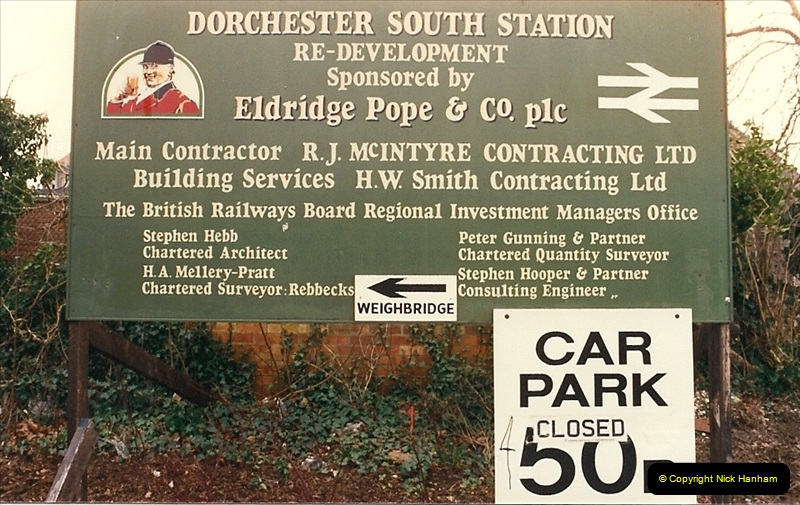 DORCHESTER SOUTH STATION
RE-DEVELOPMENT
Sponsored by
Eldridge Pope & Co. plc
Main Contractor R.J. McINTYRE CONTRACTING LTD
Building Services H.W. Smith Contracting Ltd
The British Railways Board Regional Investment Managers Office
Stephen Hebb
Chartered Architect
H.A. Mellery-Pratt
Chartered Surveyor: Rebbecks
Peter Gunning & Partner
Chartered Quantity Surveyor
Stephen Hooper & Partner
Consulting Engineer
WEIGHBRIDGE
CAR
PARK
CLOSED
50p
© Copyright Nick Hanham